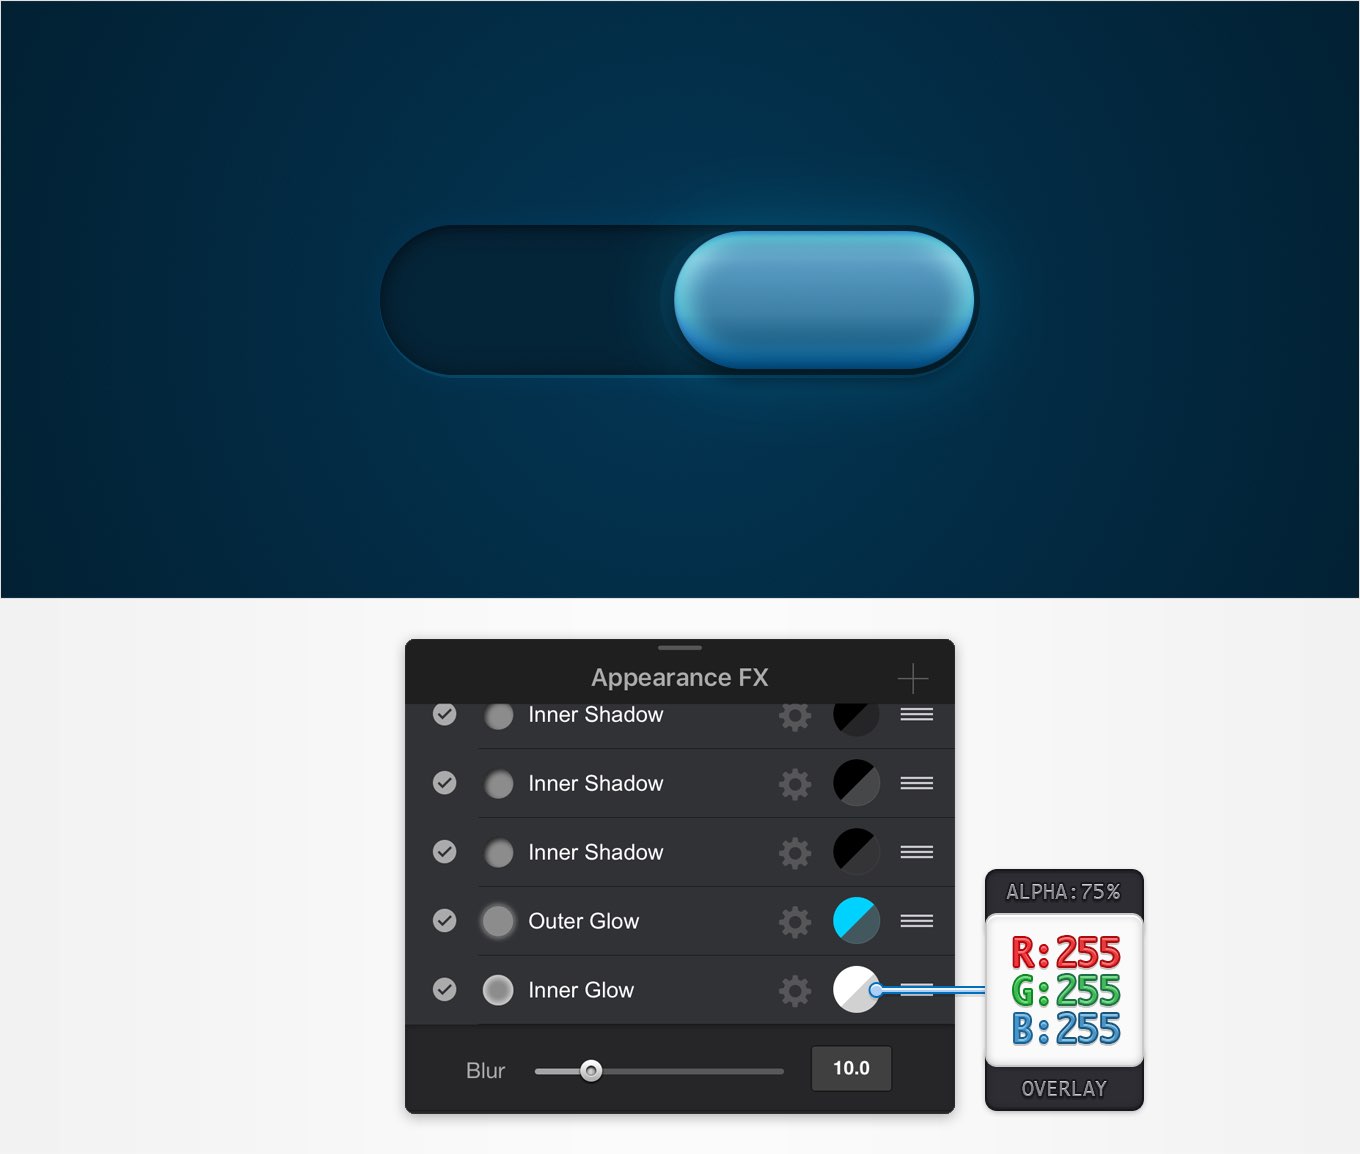 Appearance FX
Inner Shadow
Inner Shadow
Inner Shadow
Outer Glow
Inner Glow
Blur
10.0
ALPHA:75%
R:255
G:255
B:255
OVERLAY